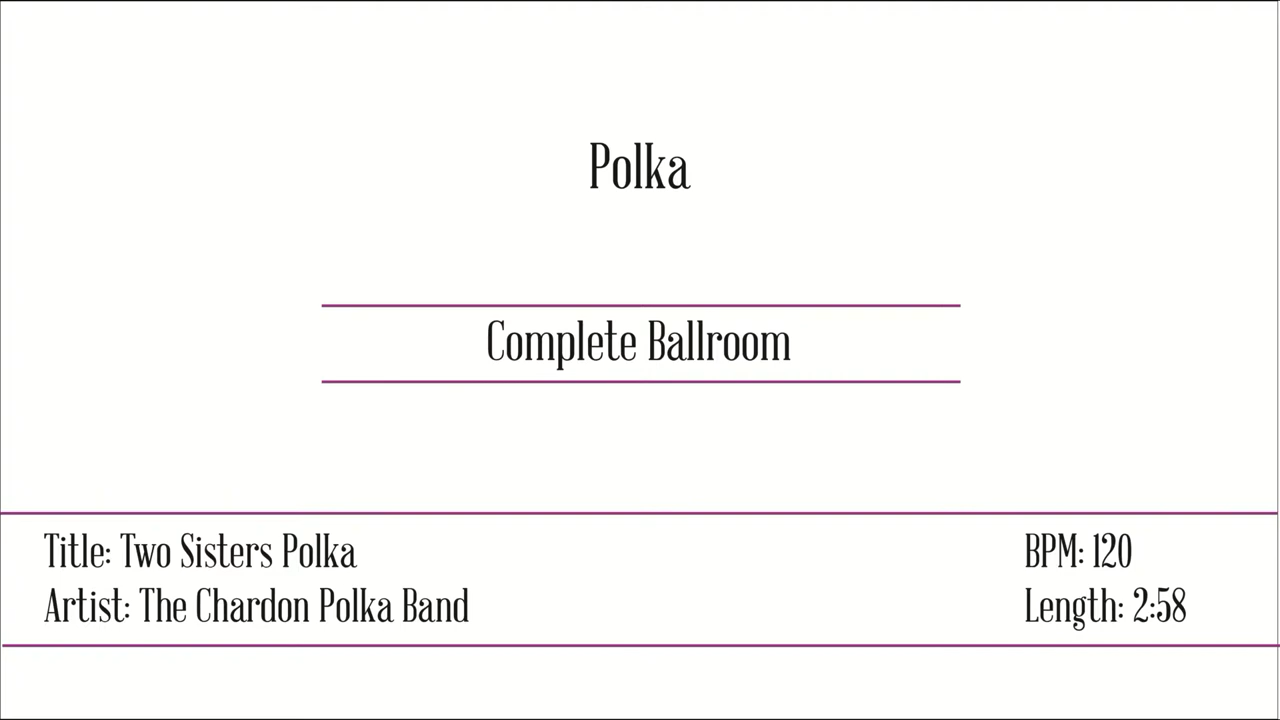 Polka
Complete Ballroom
Title: Two Sisters Polka
Artist: The Chardon Polka Band
BPM: 120
Length: 2:58